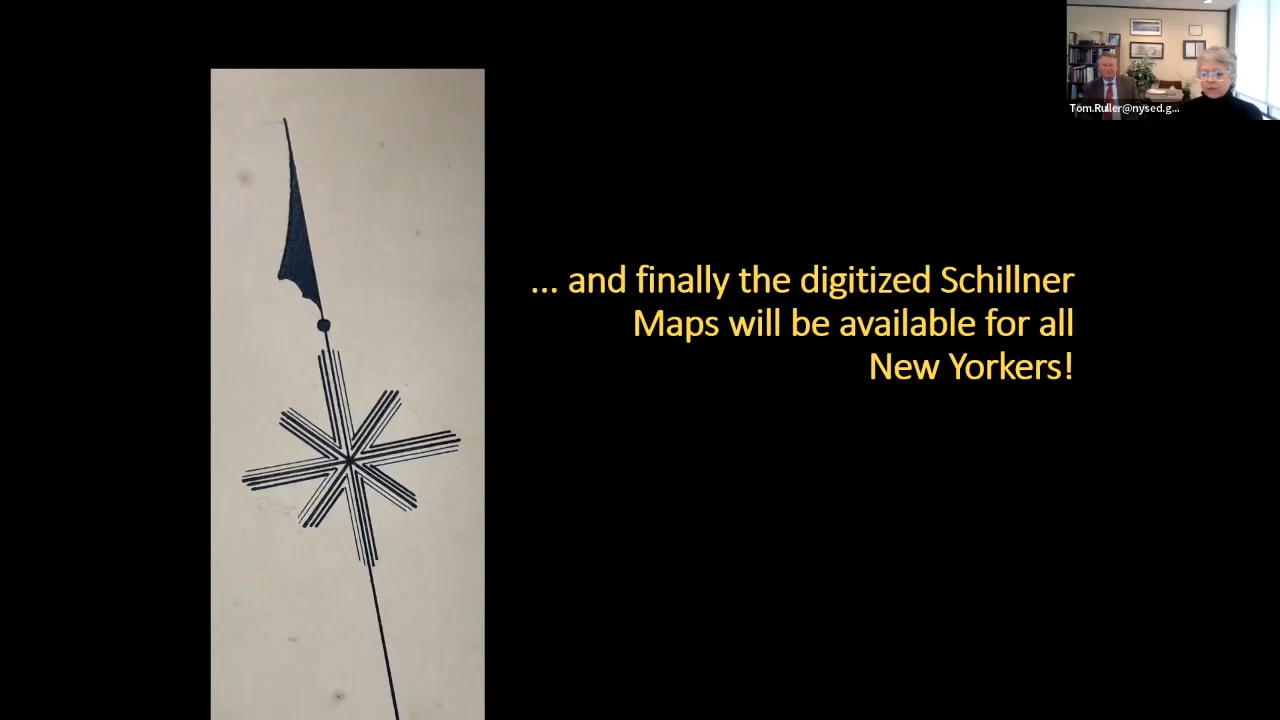 Tom.Ruller@nysed.g...
... and finally the digitized Schillner
Maps will be available for all
New Yorkers!